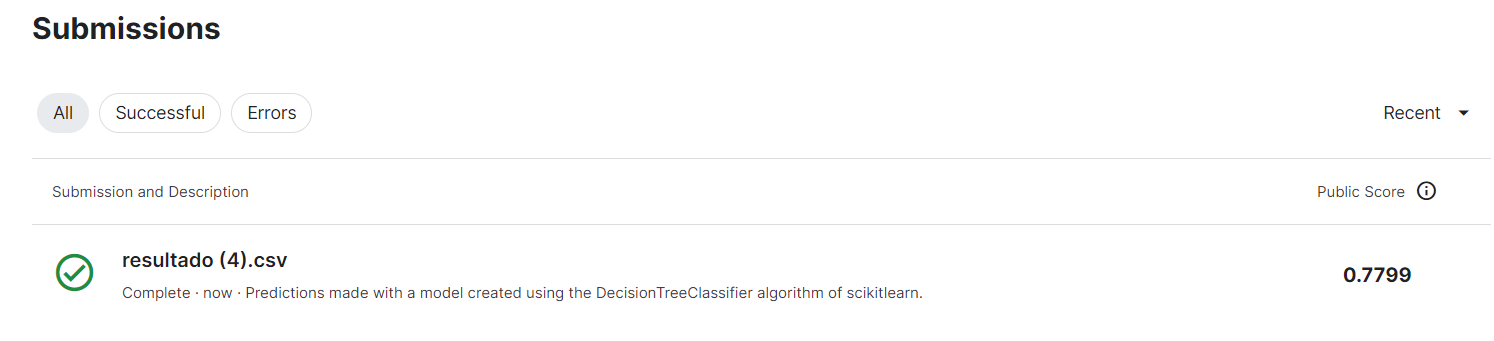 Submissions
All Successful Errors Recent
Submission and Description Public Score
resultado (4).csv
Complete · now · Predictions made with a model created using the DecisionTreeClassifier algorithm of scikitlearn.
0.7799